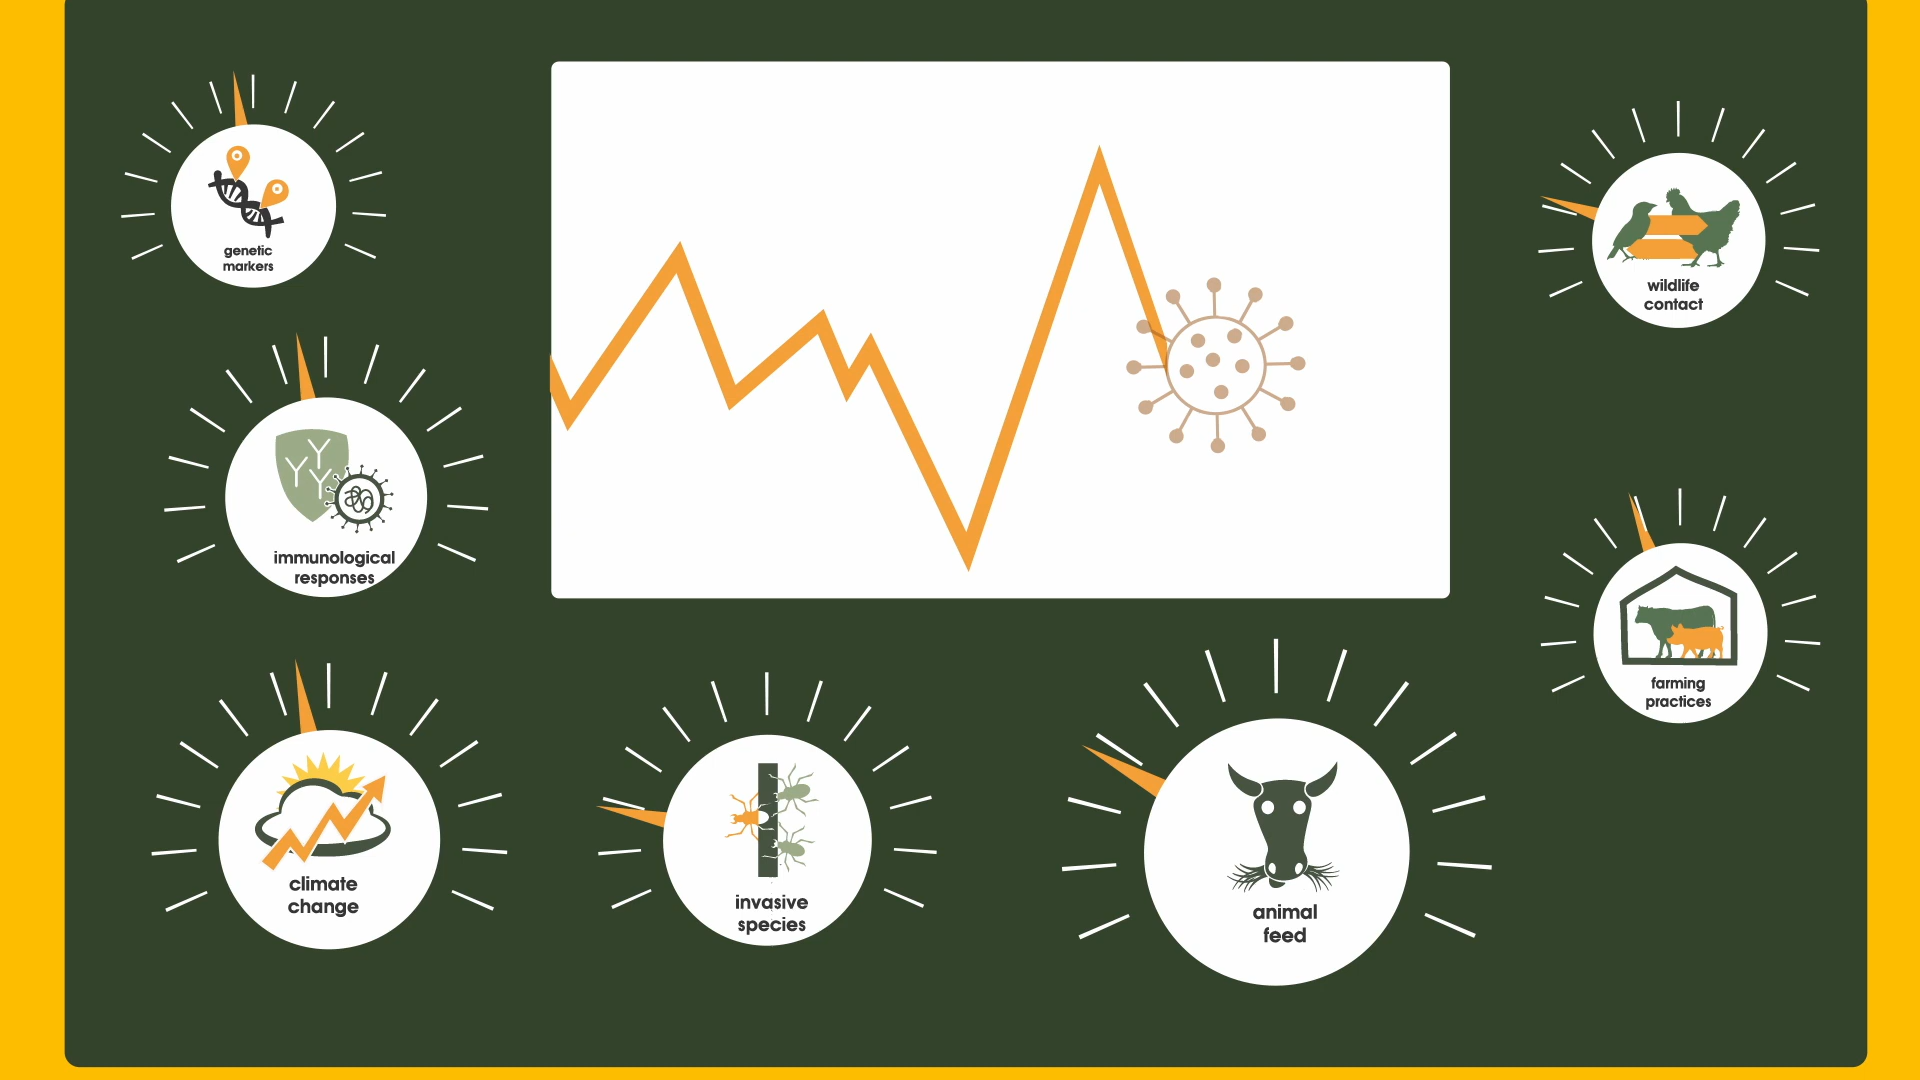 genetic
markers
wildlife
contact
immunological
responses
farming
practices
climate
change
invasive
species
animal
feed